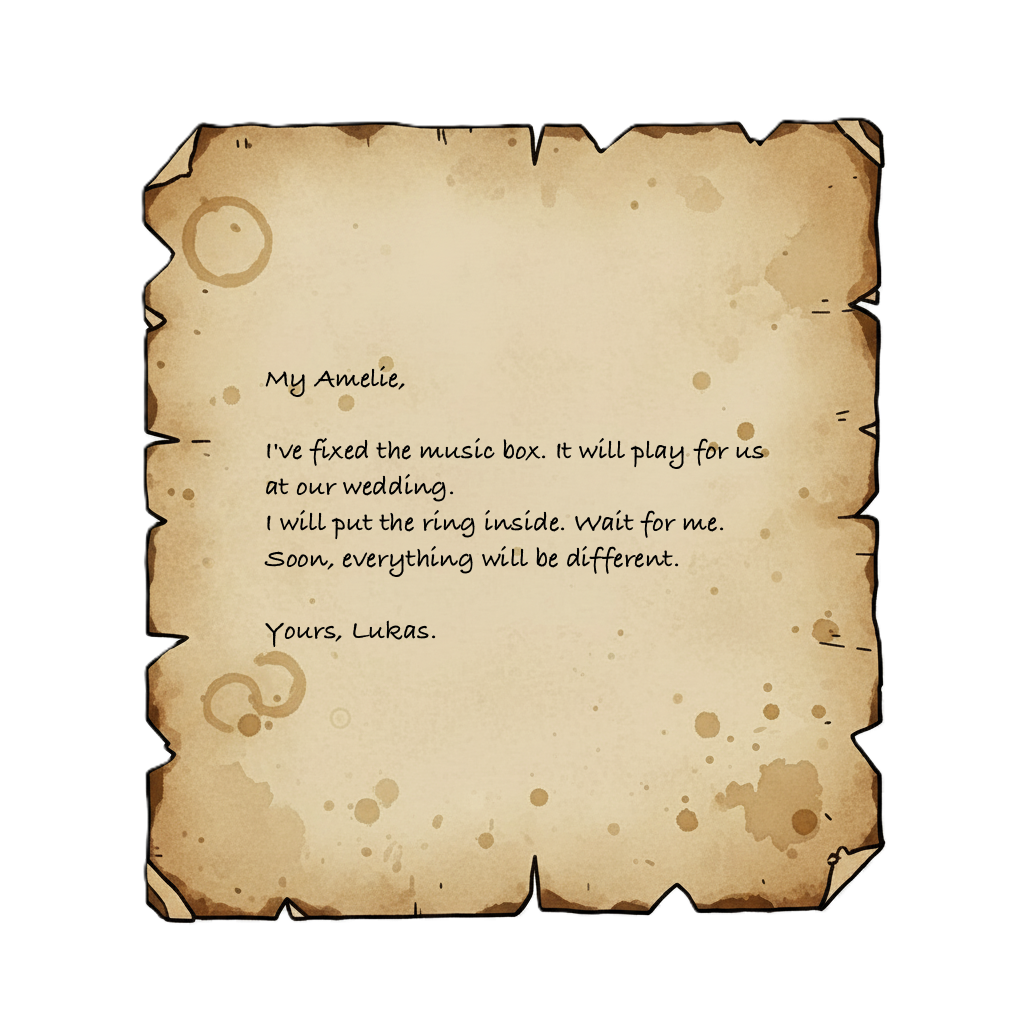 My Amelie,
I've fixed the music box. It will play for us
at our wedding.
I will put the ring inside. Wait for me.
Soon, everything will be different.
Yours, Lukas.